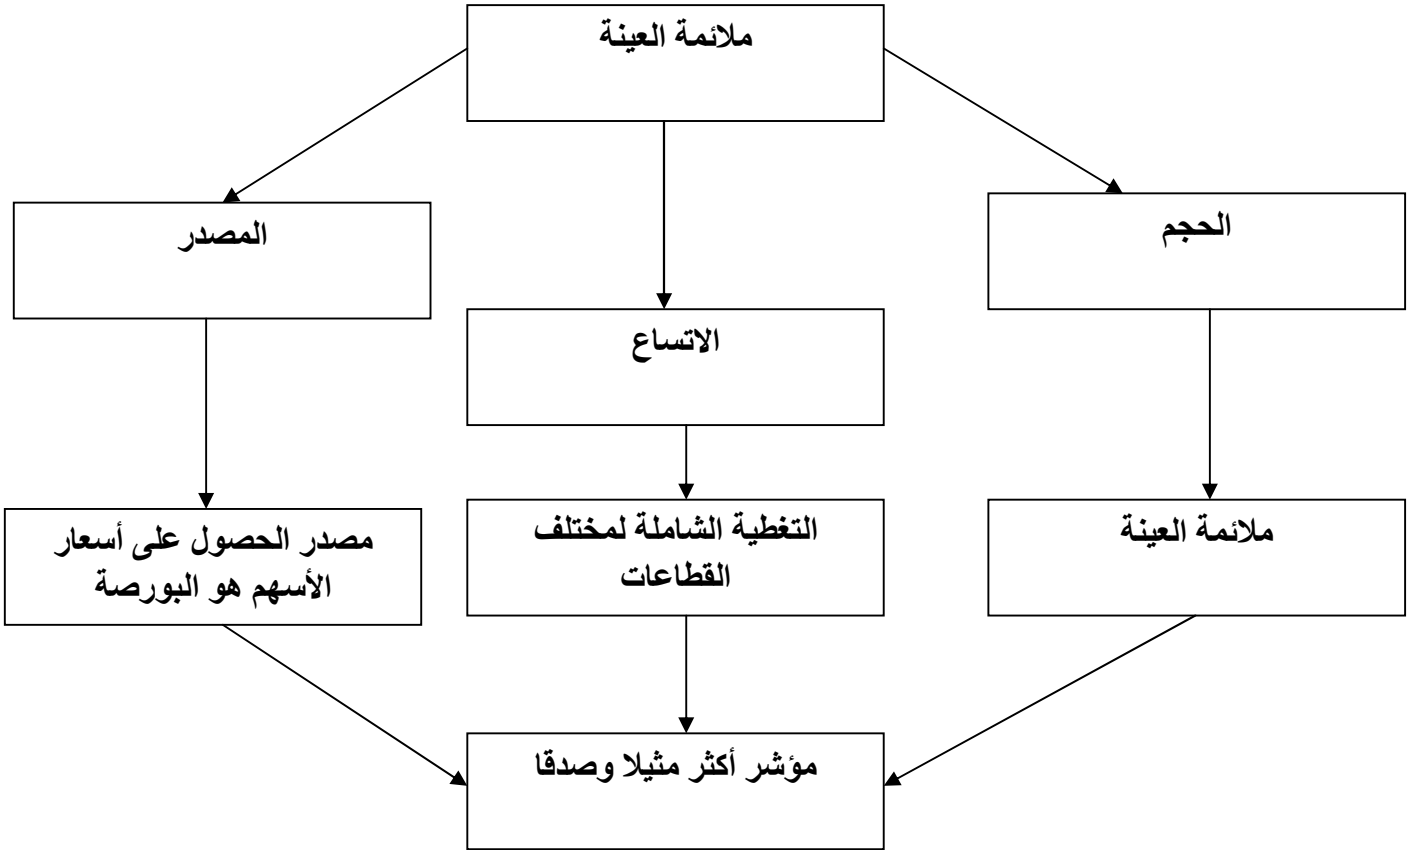 ملائمة العينة
الحجم
المصدر
الاتساع
ملائمة العينة
التغطية الشاملة لمختلف
القطاعات
مصدر الحصول على أسعار
الأسهم هو البورصة
مؤشر أكثر مثيلا وصدقا